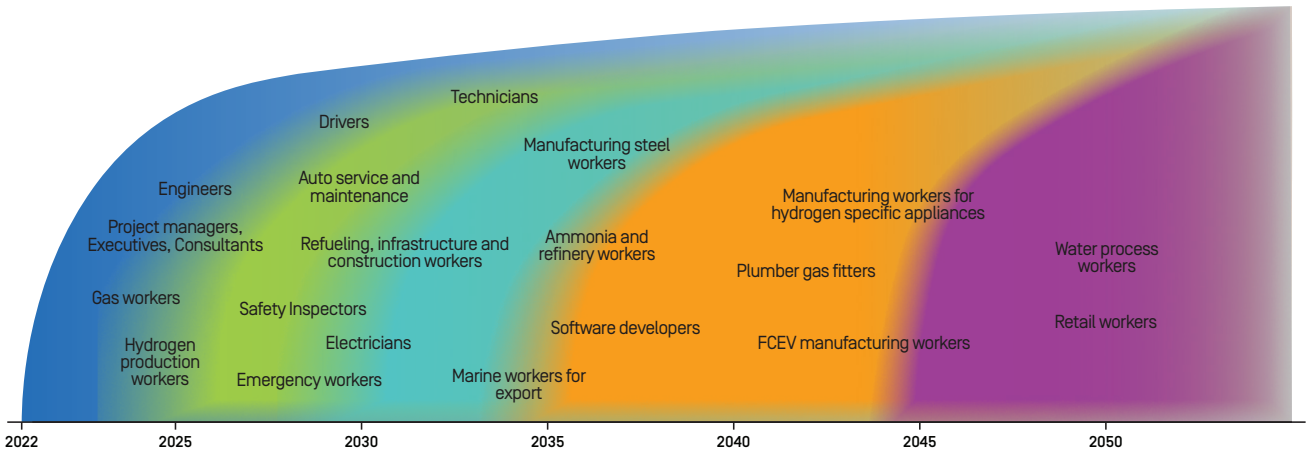 Technicians
Drivers
Manufacturing steel
workers
Engineers
Auto service and
maintenance
Manufacturing workers for
hydrogen specific appliances
Project managers,
Executives, Consultants
Refueling, infrastructure and
construction workers
Ammonia and
refinery workers
Water process
workers
Plumber gas fitters
Gas workers
Safety Inspectors
Software developers
Retail workers
Hydrogen
production
workers
Electricians
FCEV manufacturing workers
Emergency workers
Marine workers for
export
2022
2025
2030
2035
2040
2045
2050